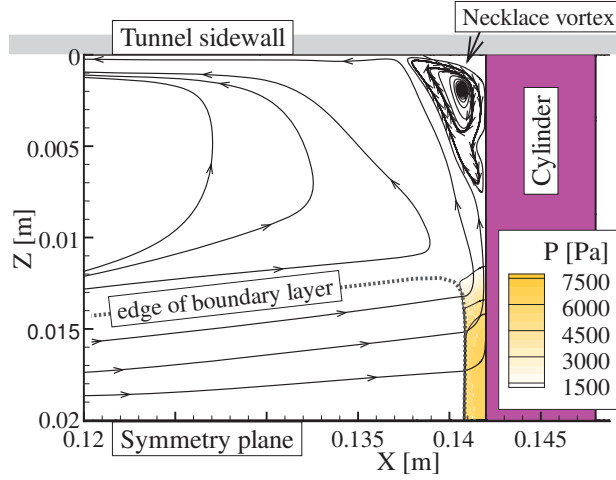 Necklace vortex
Tunnel sidewall
0
0.005
0.01
0.015
0.02
Z [m]
Cylinder
edge of boundary layer
P [Pa]
7500
6000
4500
3000
1500
0.12
0.135
0.14
0.145
Symmetry plane
X [m]